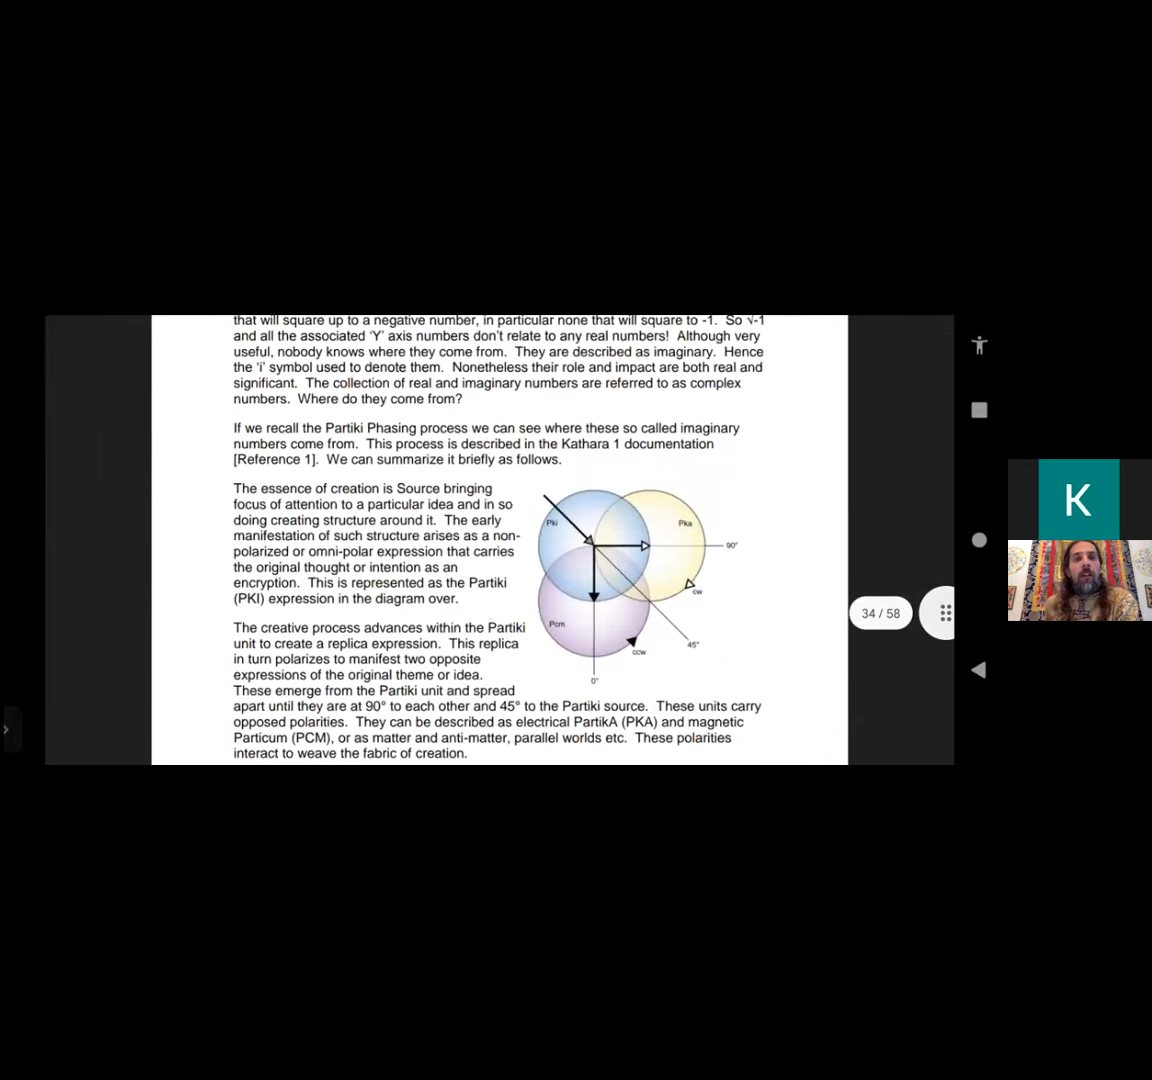 that will square up to a negative number, in particular none that will square to -1.  So √-1
and all the associated ‘Y’ axis numbers don’t relate to any real numbers!  Although very
useful, nobody knows where they come from.  They are described as imaginary.  Hence
the ‘i’ symbol used to denote them.  Nonetheless their role and impact are both real and
significant.  The collection of real and imaginary numbers are referred to as complex
numbers.  Where do they come from?
If we recall the Partiki Phasing process we can see where these so called imaginary
numbers come from.  This process is described in the Kathara 1 documentation
[Reference 1].  We can summarize it briefly as follows.
The essence of creation is Source bringing
focus of attention to a particular idea and in so
doing creating structure around it.  The early
manifestation of such structure arises as a non-
polarized or omni-polar expression that carries
the original thought or intention as an
encryption.  This is represented as the Partiki
(PKI) expression in the diagram over.
The creative process advances within the Partiki
unit to create a replica expression.  This replica
in turn polarizes to manifest two opposite
expressions of the original theme or idea.
These emerge from the Partiki unit and spread
apart until they are at 90° to each other and 45° to the Partiki source.  These units carry
opposed polarities.  They can be described as electrical PartikA (PKA) and magnetic
Particum (PCM), or as matter and anti-matter, parallel worlds etc.  These polarities
interact to weave the fabric of creation.
Pki
Pka
90°
cw
Pcm
45°
ccw
0°
34 / 58
K